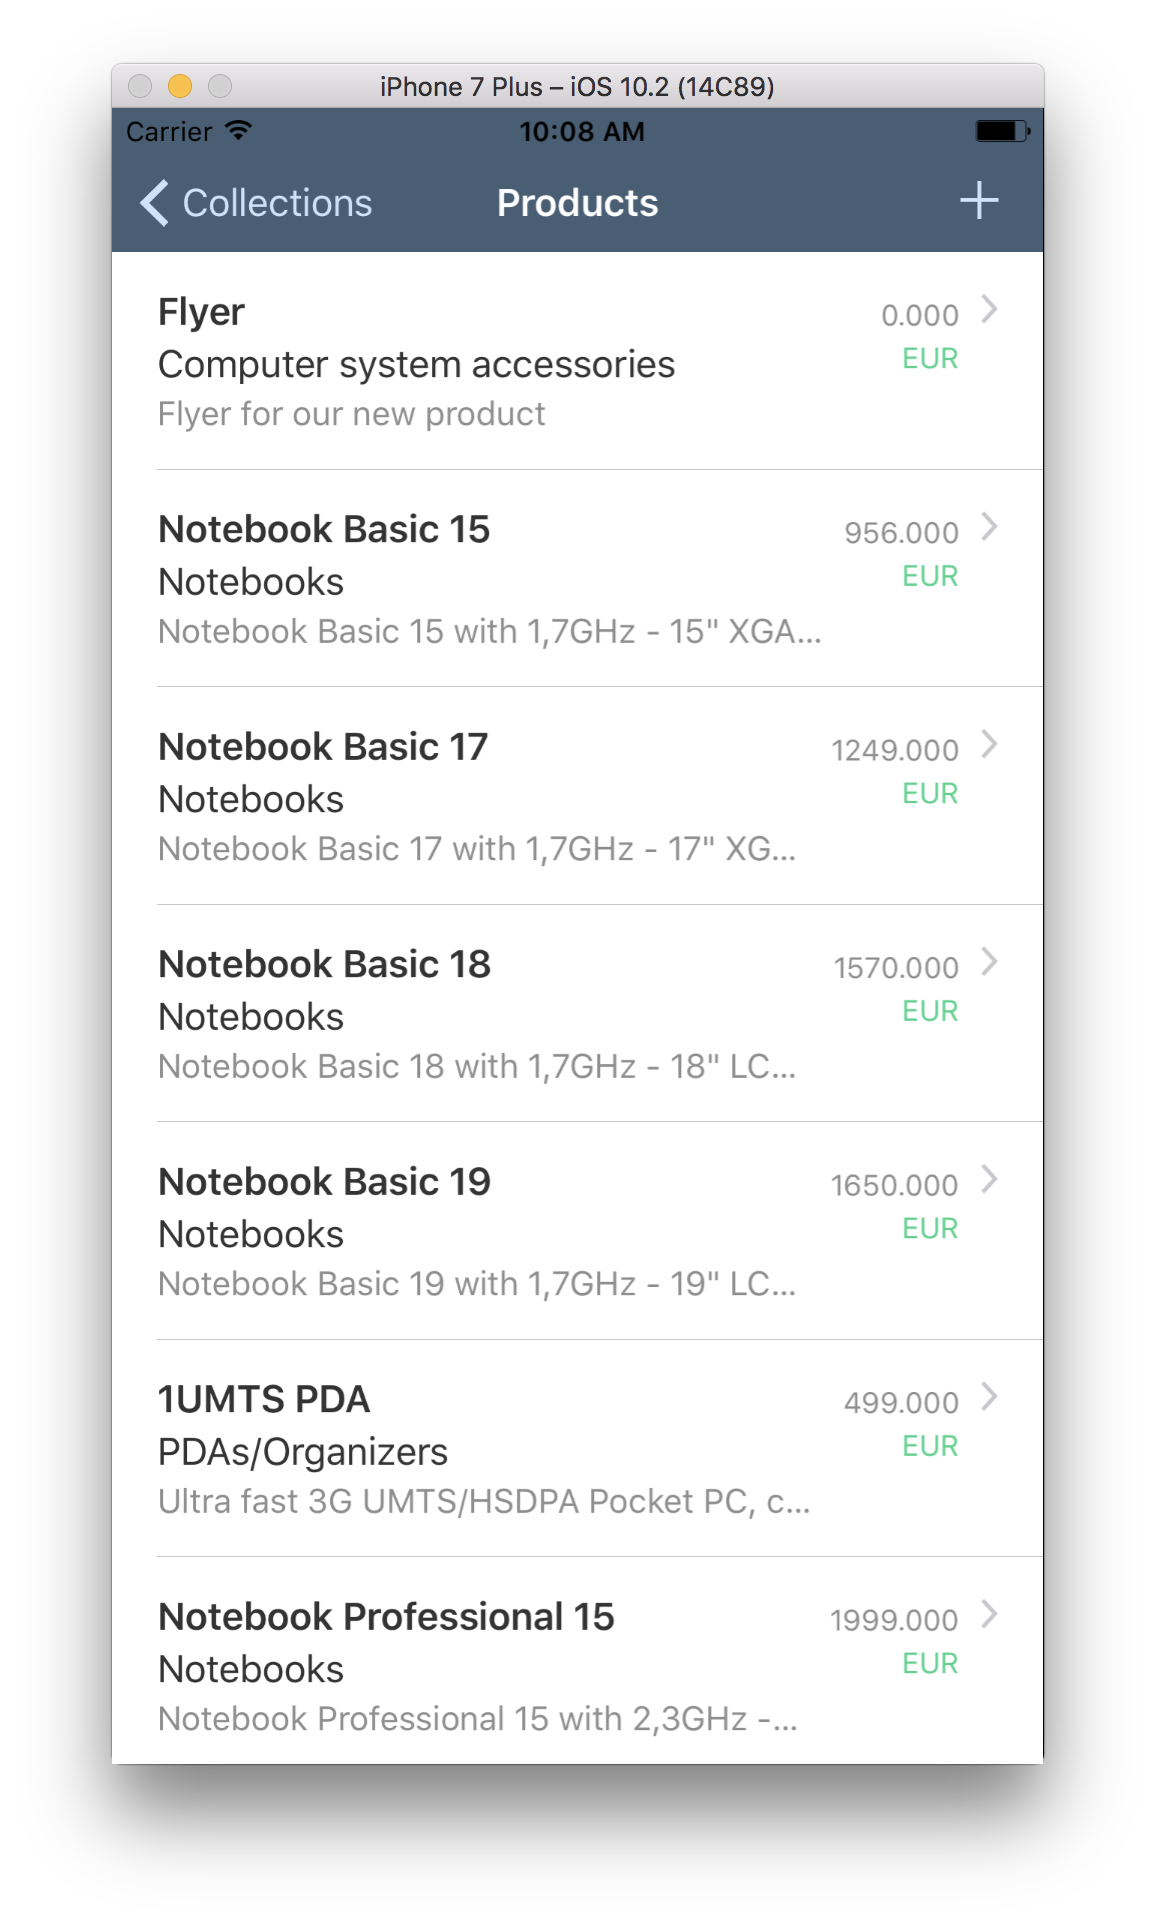 iPhone 7 Plus – iOS 10.2 (14C89)
Carrier 10:08 AM
Collections Products +
Flyer 0.000
Computer system accessories EUR
Flyer for our new product
Notebook Basic 15 956.000
Notebooks EUR
Notebook Basic 15 with 1,7GHz - 15" XGA...
Notebook Basic 17 1249.000
Notebooks EUR
Notebook Basic 17 with 1,7GHz - 17" XG...
Notebook Basic 18 1570.000
Notebooks EUR
Notebook Basic 18 with 1,7GHz - 18" LC...
Notebook Basic 19 1650.000
Notebooks EUR
Notebook Basic 19 with 1,7GHz - 19" LC...
1UMTS PDA 499.000
PDAs/Organizers EUR
Ultra fast 3G UMTS/HSDPA Pocket PC, c...
Notebook Professional 15 1999.000
Notebooks EUR
Notebook Professional 15 with 2,3GHz -...